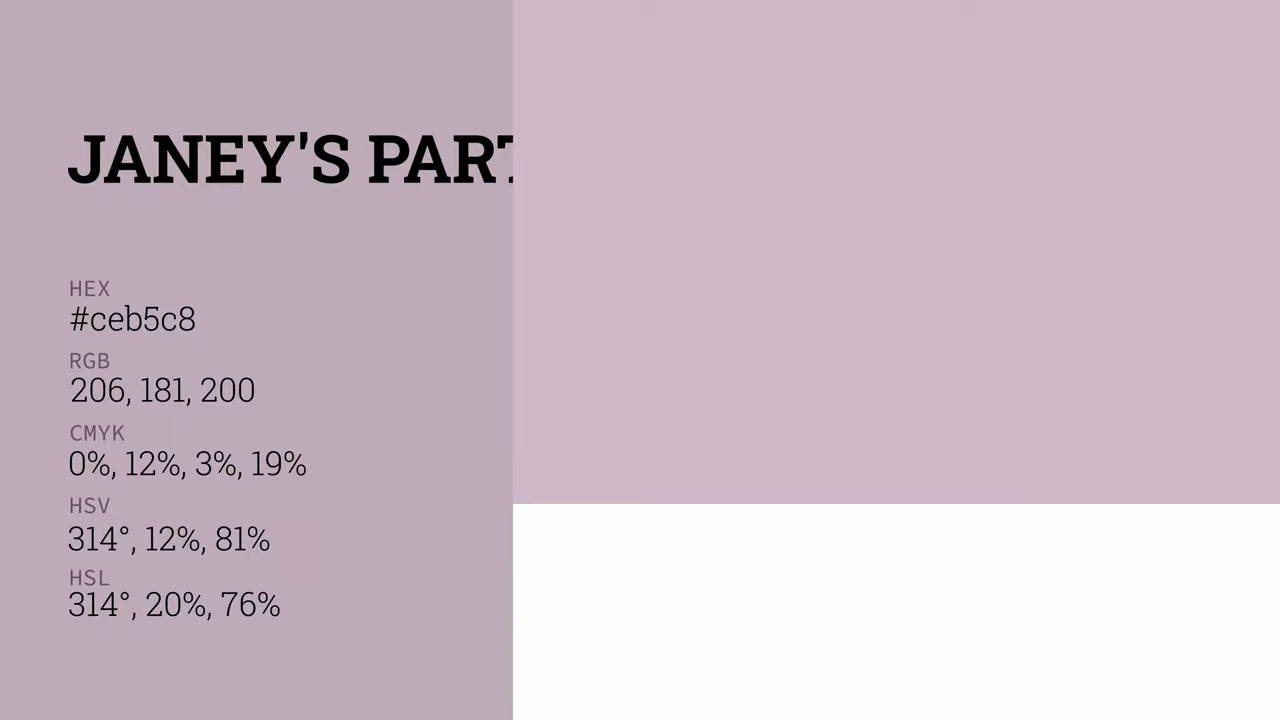 JANEY'S PART
HEX
#ceb5c8
RGB
206, 181, 200
CMYK
0%, 12%, 3%, 19%
HSV
314°, 12%, 81%
HSL
314°, 20%, 76%